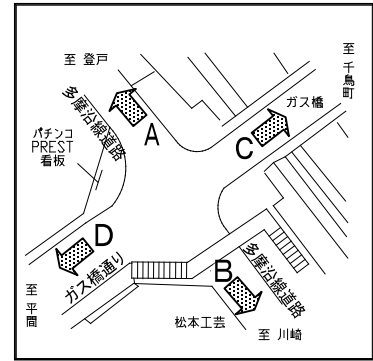 至 登戸
至
千鳥町
多摩沿線道路
ガス橋
A
パチンコ
PREST
看板
C
D
ガス橋通り
B
多摩沿線道路
至
平間
松本工芸
至 川崎